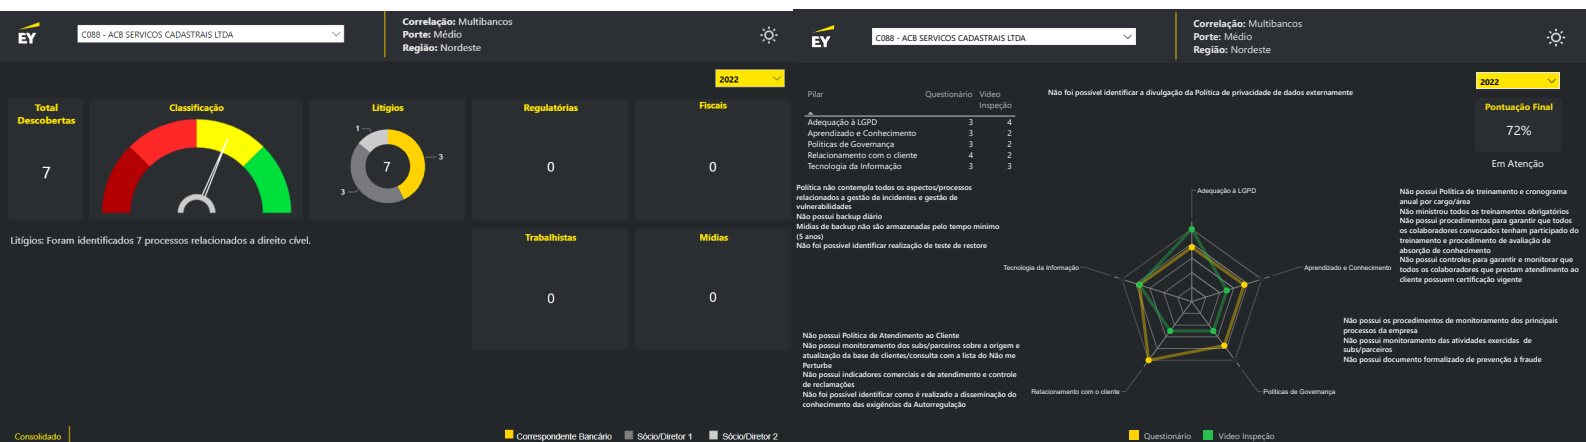 EY
C088 - ACB SERVICOS CADASTRAIS LTDA
Correlação: Multibancos
Porte: Médio
Região: Nordeste
2022
Total
Descobertas
7
Classificação
Litígios
1
3
7
3
Regulatórias
0
Fiscais
0
Litígios: Foram identificados 7 processos relacionados a direito cível.
Trabalhistas
0
Mídias
0
Consolidado
Correspondente Bancário
Sócio/Diretor 1
Sócio/Diretor 2
EY
C088 - ACB SERVICOS CADASTRAIS LTDA
Correlação: Multibancos
Porte: Médio
Região: Nordeste
2022
Pilar Questionário Video
Inspeção
Adequação à LGPD 3 4
Aprendizado e Conhecimento 3 2
Políticas de Governança 3 2
Relacionamento com o cliente 4 2
Tecnologia da Informação 3 3
Não foi possível identificar a divulgação da Política de privacidade de dados externamente
Pontuação Final
72%
Em Atenção
Política não contempla todos os aspectos/processos
relacionados a gestão de incidentes e gestão de
vulnerabilidades
Não possui backup diário
Mídias de backup não são armazenadas pelo tempo mínimo
(5 anos)
Não foi possível identificar realização de teste de restore
Adequação à LGPD
Não possui Política de treinamento e cronograma
anual por cargo/área
Não ministrou todos os treinamentos obrigatórios
Não possui procedimentos para garantir que todos
os colaboradores convocados tenham participado do
treinamento e procedimento de avaliação de
absorção de conhecimento
Não possui controles para garantir e monitorar que
todos os colaboradores que prestam atendimento ao
cliente possuem certificação vigente
Tecnologia da Informação
Aprendizado e Conhecimento
Não possui os procedimentos de monitoramento dos principais
processos da empresa
Não possui monitoramento das atividades exercidas de
subs/parceiros
Não possui documento formalizado de prevenção à fraude
Não possui Política de Atendimento ao Cliente
Não possui monitoramento dos subs/parceiros sobre a origem e
atualização da base de clientes/consulta com a lista do Não me
Perturbe
Não possui indicadores comerciais e de atendimento e controle
de reclamações
Não foi possível identificar como é realizado a disseminação do
conhecimento das exigências da Autorregulação
Relacionamento com o cliente
Políticas de Governança
Questionário
Vídeo Inspeção